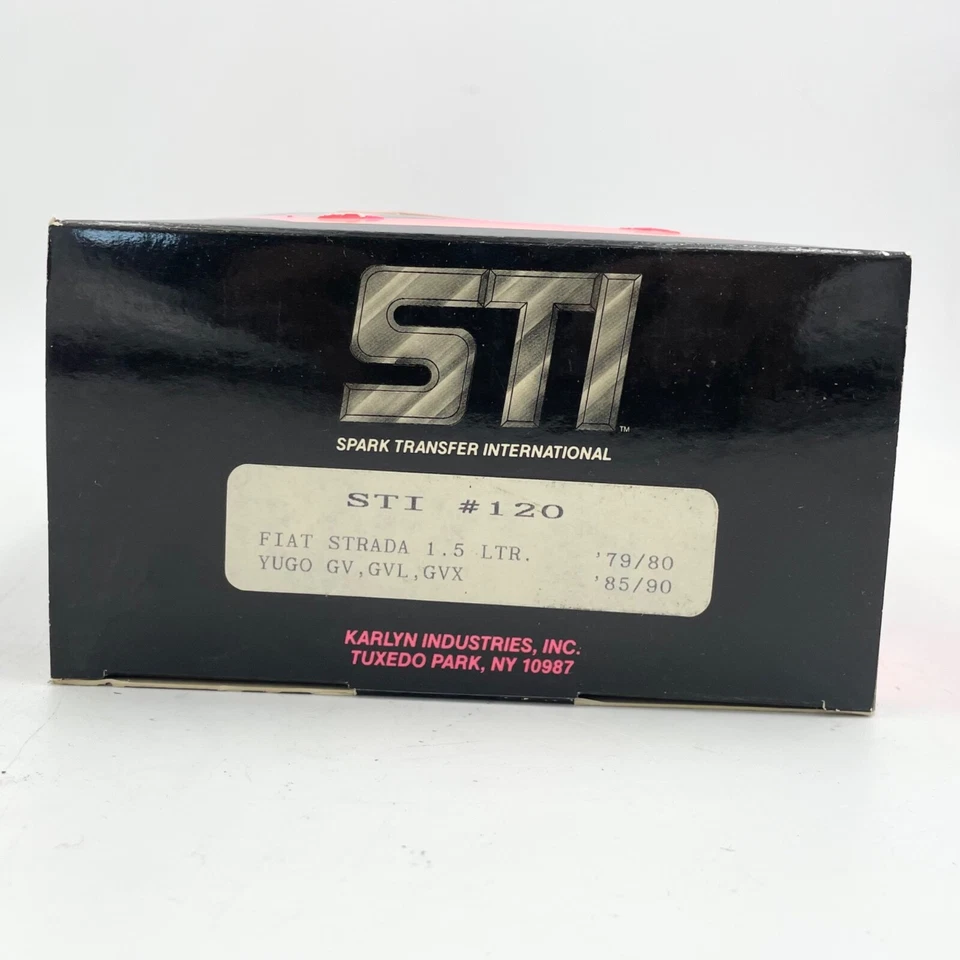 STI
™
SPARK TRANSFER INTERNATIONAL
STI #120
FIAT STRADA 1.5 LTR. '79/80
YUGO GV,GVL,GVX '85/90
KARLYN INDUSTRIES, INC.
TUXEDO PARK, NY 10987